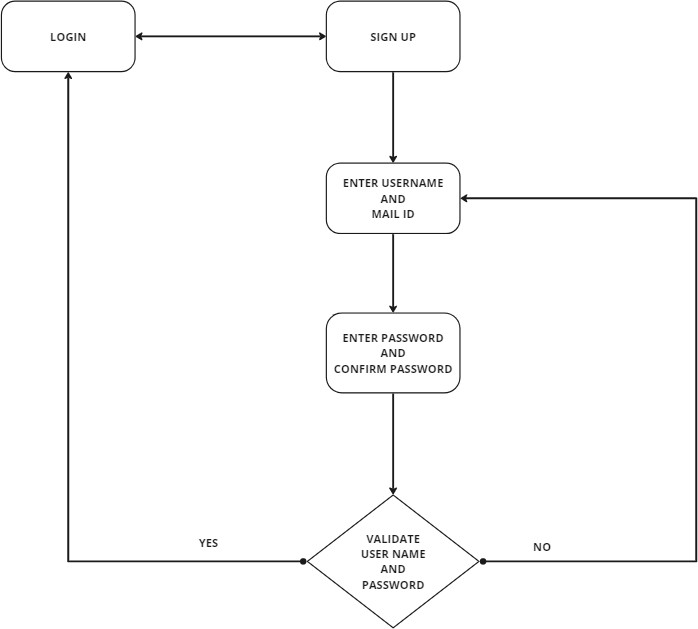 LOGIN
SIGN UP
ENTER USERNAME
AND
MAIL ID
ENTER PASSWORD
AND
CONFIRM PASSWORD
VALIDATE
USER NAME
AND
PASSWORD
YES
NO